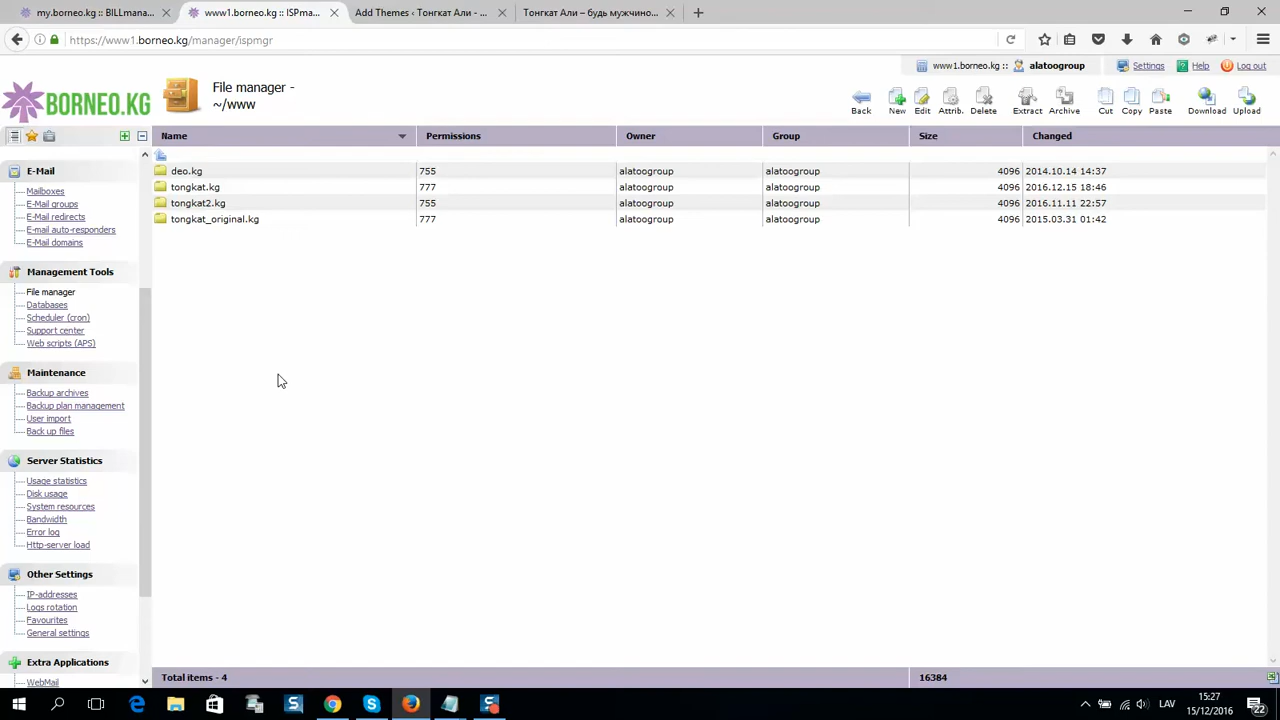 my.borneo.kg :: BILLmana...
www1.borneo.kg :: ISPma...
Add Themes ‹ Тонгкат Али - ...
Тонгкат Али – будь мужчино...
https://www1.borneo.kg/manager/ispmgr
www1.borneo.kg :: alatoogroup
Settings
Help
Log out
BORNEO.KG
File manager -
~/www
Back
New
Edit
Attrib.
Delete
Extract
Archive
Cut
Copy
Paste
Download
Upload
Name Permissions Owner Group Size Changed
deo.kg 755 alatoogroup alatoogroup 4096 2014.10.14 14:37
tongkat.kg 777 alatoogroup alatoogroup 4096 2016.12.15 18:46
tongkat2.kg 755 alatoogroup alatoogroup 4096 2016.11.11 22:57
tongkat_original.kg 777 alatoogroup alatoogroup 4096 2015.03.31 01:42
E-Mail
Mailboxes
E-Mail groups
E-Mail redirects
E-mail auto-responders
E-Mail domains
Management Tools
File manager
Databases
Scheduler (cron)
Support center
Web scripts (APS)
Maintenance
Backup archives
Backup plan management
User import
Back up files
Server Statistics
Usage statistics
Disk usage
System resources
Bandwidth
Error log
Http-server load
Other Settings
IP-addresses
Logs rotation
Favourites
General settings
Extra Applications
WebMail
Total items - 4 16384
LAV
15:27
15/12/2016
22